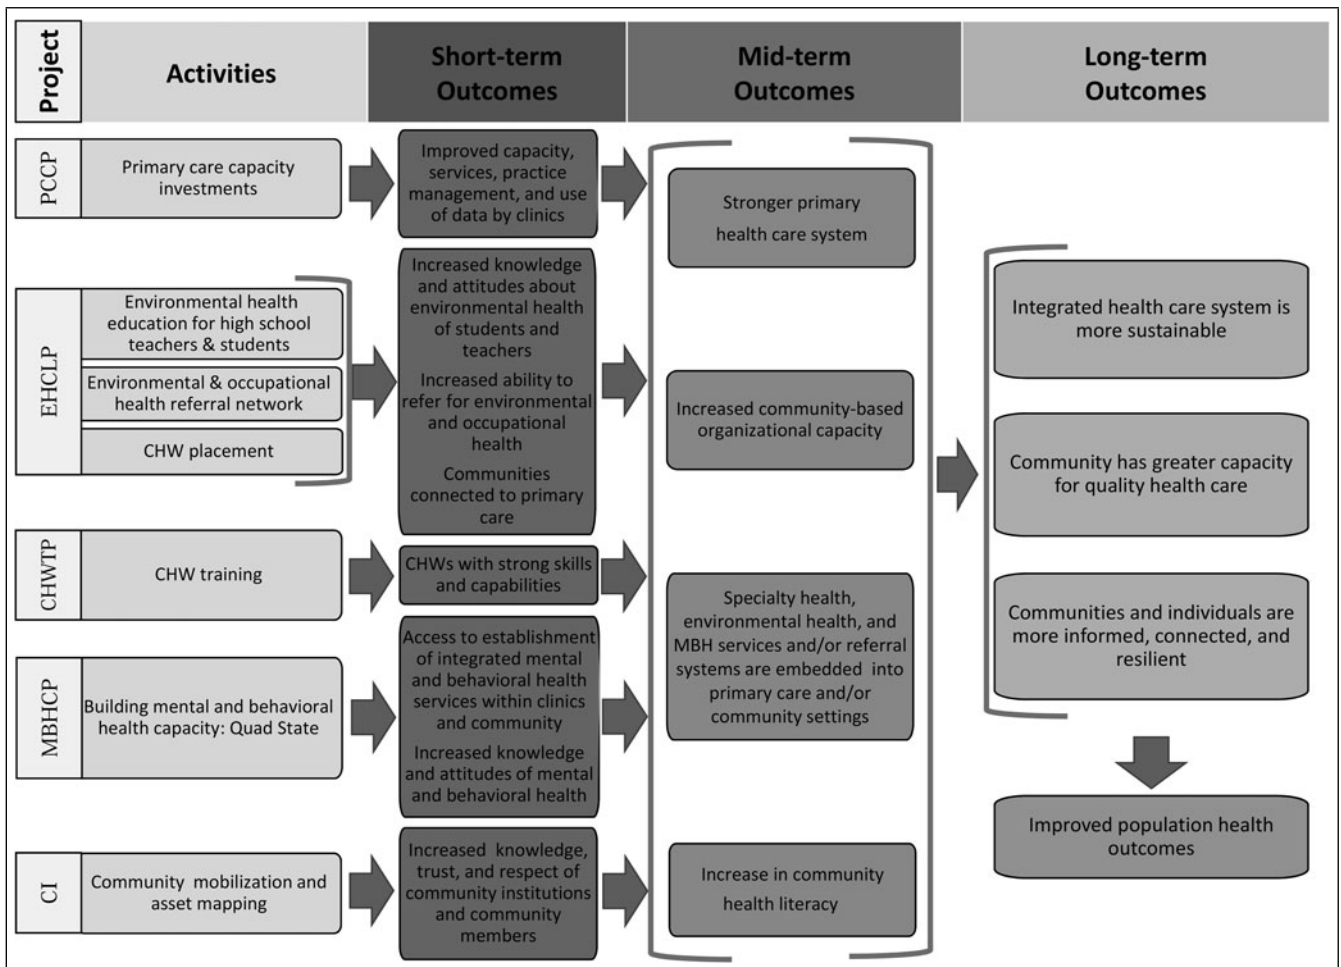 Project
Activities
Short-term
Outcomes
Mid-term
Outcomes
Long-term
Outcomes
PCCP
Primary care capacity
investments
Improved capacity,
services, practice
management, and use
of data by clinics
EHCLP
Environmental health
education for high school
teachers & students
Environmental & occupational
health referral network
CHW placement
Increased knowledge
and attitudes about
environmental health
of students and
teachers
Increased ability to
refer for environmental
and occupational
health
Communities
connected to primary
care
CHWTP
CHW training
CHWs with strong skills
and capabilities
MBHCP
Building mental and behavioral
health capacity: Quad State
Access to establishment
of integrated mental
and behavioral health
services within clinics
and community
Increased knowledge
and attitudes of mental
and behavioral health
CI
Community mobilization and
asset mapping
Increased knowledge,
trust, and respect of
community institutions
and community
members
Stronger primary
health care system
Increased community-based
organizational capacity
Specialty health,
environmental health, and
MBH services and/or referral
systems are embedded into
primary care and/or
community settings
Increase in community
health literacy
Integrated health care system is
more sustainable
Community has greater capacity
for quality health care
Communities and individuals are
more informed, connected, and
resilient
Improved population health
outcomes